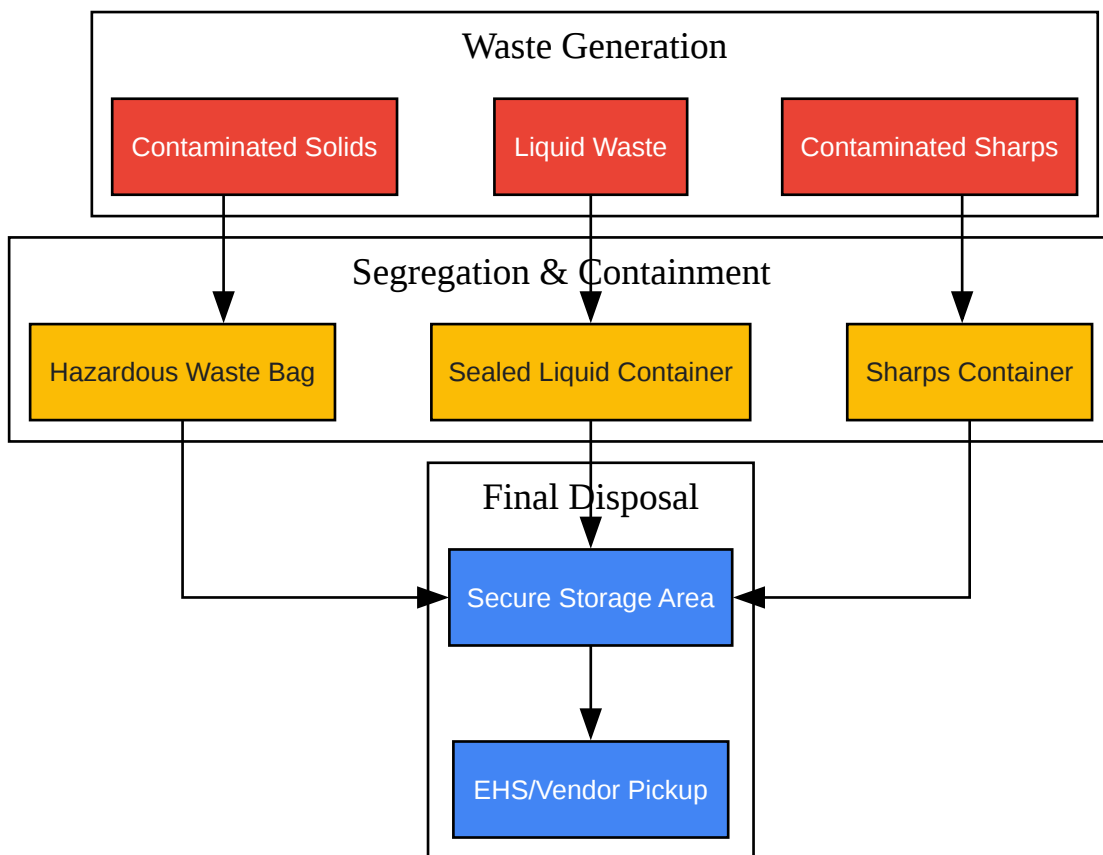 Waste Generation
Contaminated Solids
Liquid Waste
Contaminated Sharps
Segregation & Containment
Hazardous Waste Bag
Sealed Liquid Container
Sharps Container
Final Disposal
Secure Storage Area
EHS/Vendor Pickup